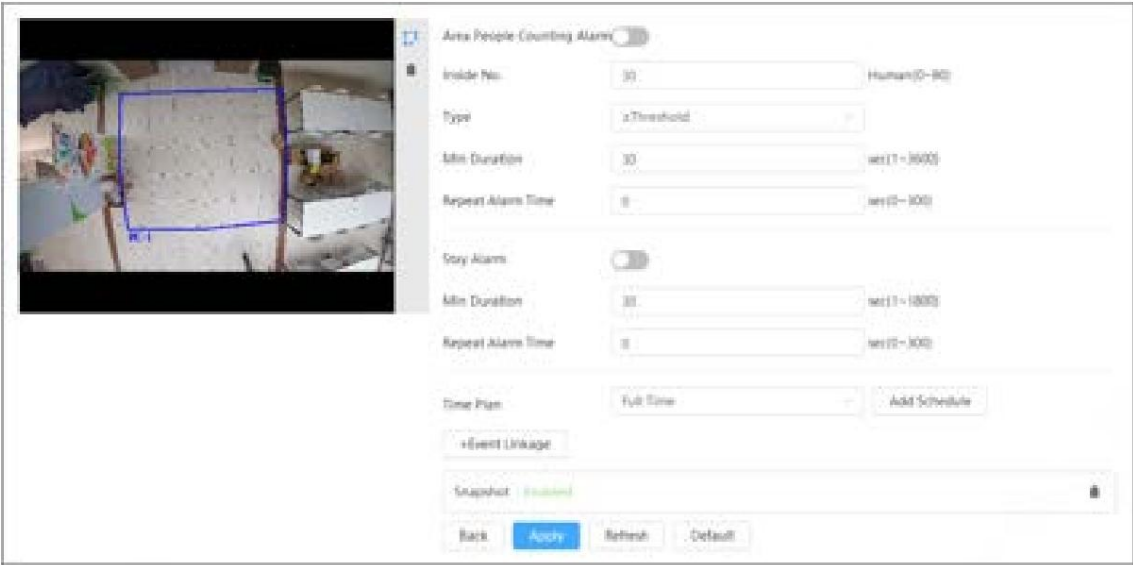 Area People Counting Alarm
Inside No. 30 Human(0~80)
Type ≥Threshold
Min Duration 30 sec(1~3600)
Repeat Alarm Time 0 sec(0~300)
Stay Alarm
Min Duration 30 sec(1~1800)
Repeat Alarm Time 0 sec(0~300)
Time Plan Full Time Add Schedule
+Event Linkage
Snapshot Enabled
Back Apply Refresh Default